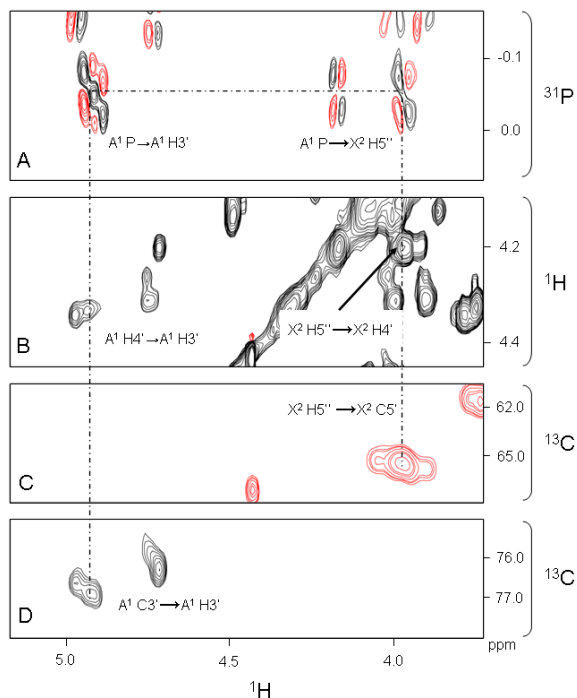 -0.1
31P
0.0
A¹ P→A¹ H3' A¹ P→X² H5''
A
4.2
1H
X² H5''→X² H4'
A¹ H4'→A¹ H3'
B
4.4
X² H5''→X² C5'
62.0
13C
65.0
C
76.0
13C
77.0
A¹ C3'→A¹ H3'
D
ppm
5.0 4.5 4.0
1H